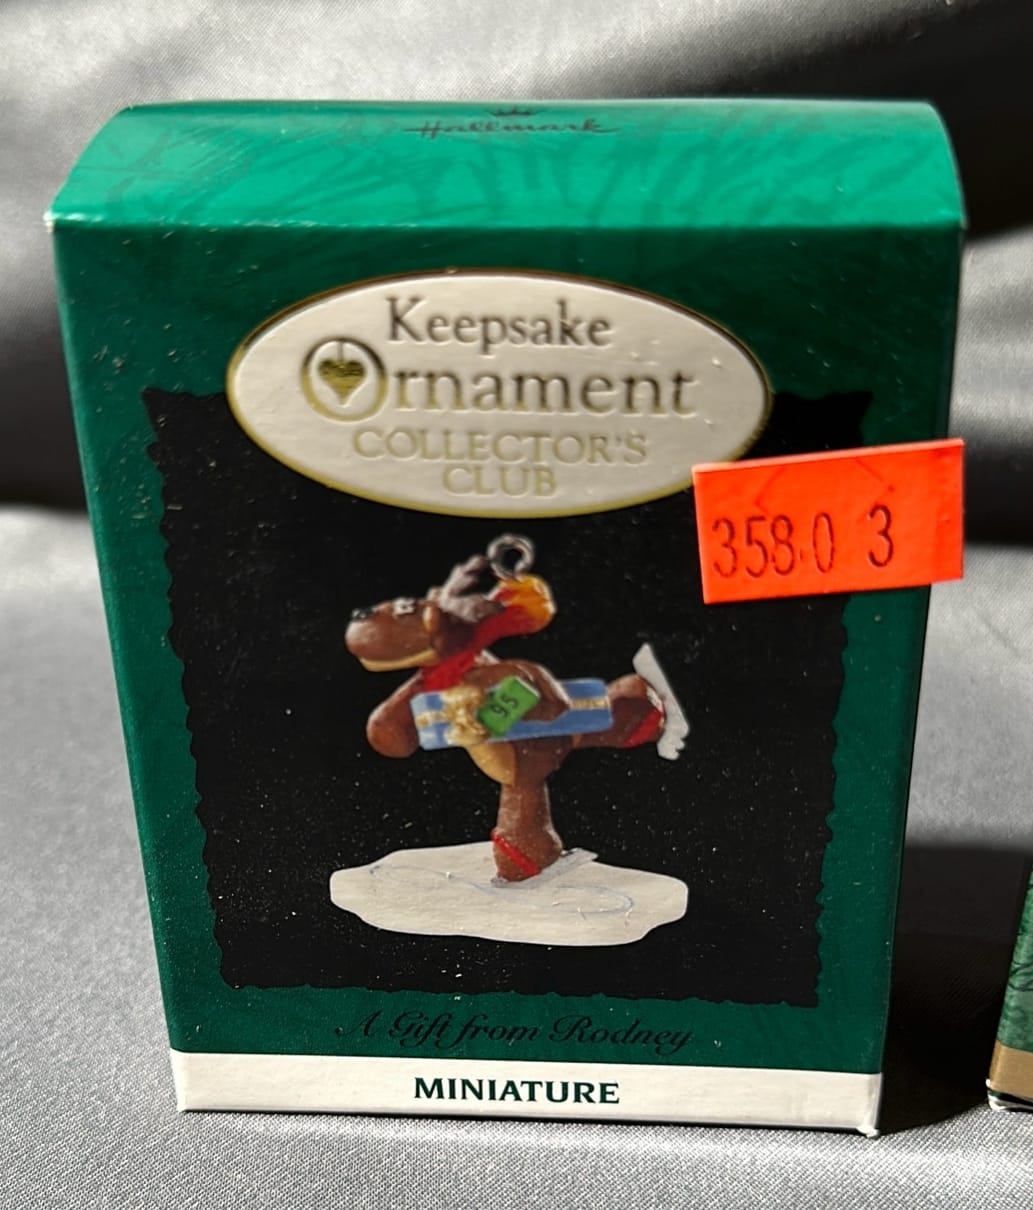 Hallmark
Keepsake
Ornament
COLLECTOR'S
CLUB
358.0 3
95
A Gift from Rodney
MINIATURE